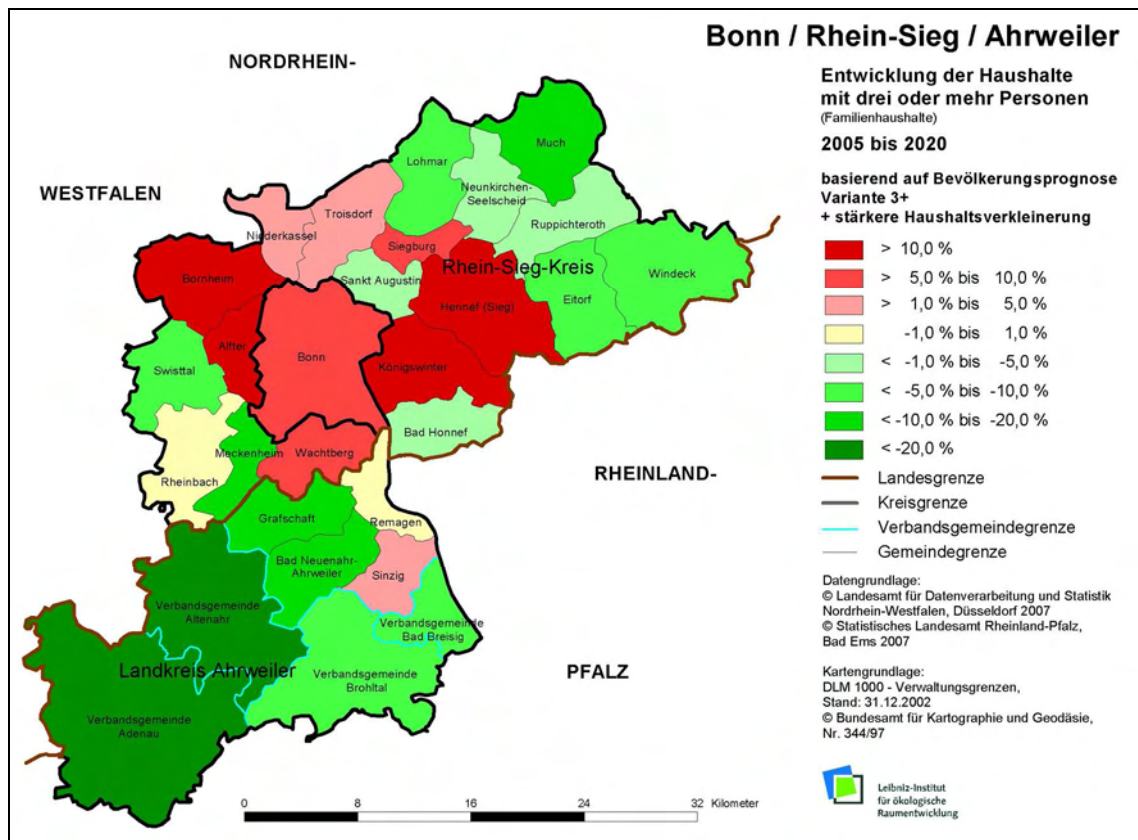 Bonn / Rhein-Sieg / Ahrweiler
Entwicklung der Haushalte
mit drei oder mehr Personen
(Familienhaushalte)
2005 bis 2020
basierend auf Bevölkerungsprognose
Variante 3+
+ stärkere Haushaltsverkleinerung
> 10,0 %
> 5,0 % bis 10,0 %
> 1,0 % bis 5,0 %
-1,0 % bis 1,0 %
< -1,0 % bis -5,0 %
< -5,0 % bis -10,0 %
< -10,0 % bis -20,0 %
< -20,0 %
Landesgrenze
Kreisgrenze
Verbandsgemeindegrenze
Gemeindegrenze
Datengrundlage:
© Landesamt für Datenverarbeitung und Statistik
Nordrhein-Westfalen, Düsseldorf 2007
© Statistisches Landesamt Rheinland-Pfalz,
Bad Ems 2007
Kartengrundlage:
DLM 1000 - Verwaltungsgrenzen,
Stand: 31.12.2002
© Bundesamt für Kartographie und Geodäsie,
Nr. 344/97
Leibniz-Institut
für ökologische
Raumentwicklung
NORDRHEIN-
WESTFALEN
RHEINLAND-
PFALZ
Much
Lohmar
Neunkirchen-
Seelscheid
Ruppichteroth
Troisdorf
Niederkassel
Siegburg
Rhein-Sieg-Kreis
Windeck
Sankt Augustin
Bornheim
Hennef (Sieg)
Eitorf
Alfter
Bonn
Königswinter
Swisttal
Bad Honnef
Meckenheim
Wachtberg
Rheinbach
Grafschaft
Remagen
Bad Neuenahr-
Ahrweiler
Sinzig
Verbandsgemeinde
Altenahr
Verbandsgemeinde
Bad Breisig
Landkreis Ahrweiler
Verbandsgemeinde
Brohltal
Verbandsgemeinde
Adenau
0 8 16 24 32 Kilometer